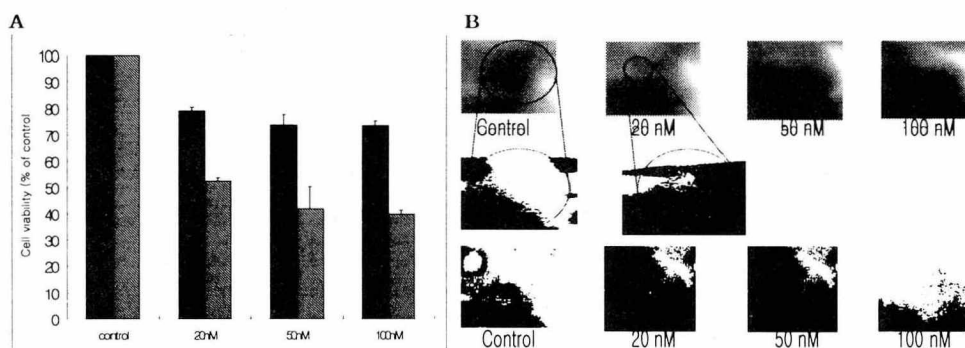 A
Cell viability (% of control)
100
90
80
70
60
50
40
30
20
10
0
control 20nM 50nM 100nM
B
Control 20 nM 50 nM 100 nM
Control 20 nM 50 nM 100 nM